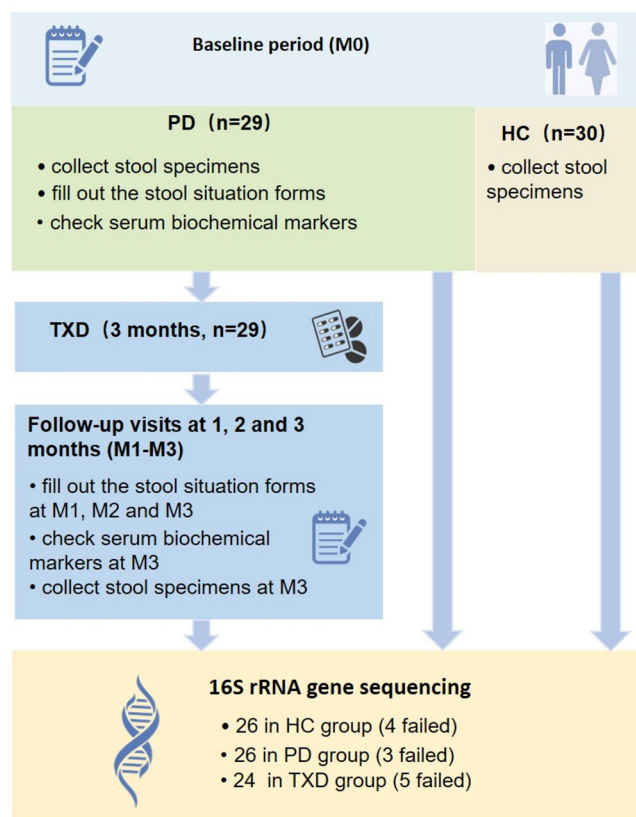 Baseline period (M0)
PD（n=29）
• collect stool specimens
• fill out the stool situation forms
• check serum biochemical markers
HC（n=30）
• collect stool
specimens
TXD（3 months, n=29）
Follow-up visits at 1, 2 and 3
months (M1-M3)
• fill out the stool situation forms
at M1, M2 and M3
• check serum biochemical
markers at M3
• collect stool specimens at M3
16S rRNA gene sequencing
• 26 in HC group (4 failed)
• 26 in PD group (3 failed)
• 24 in TXD group (5 failed)